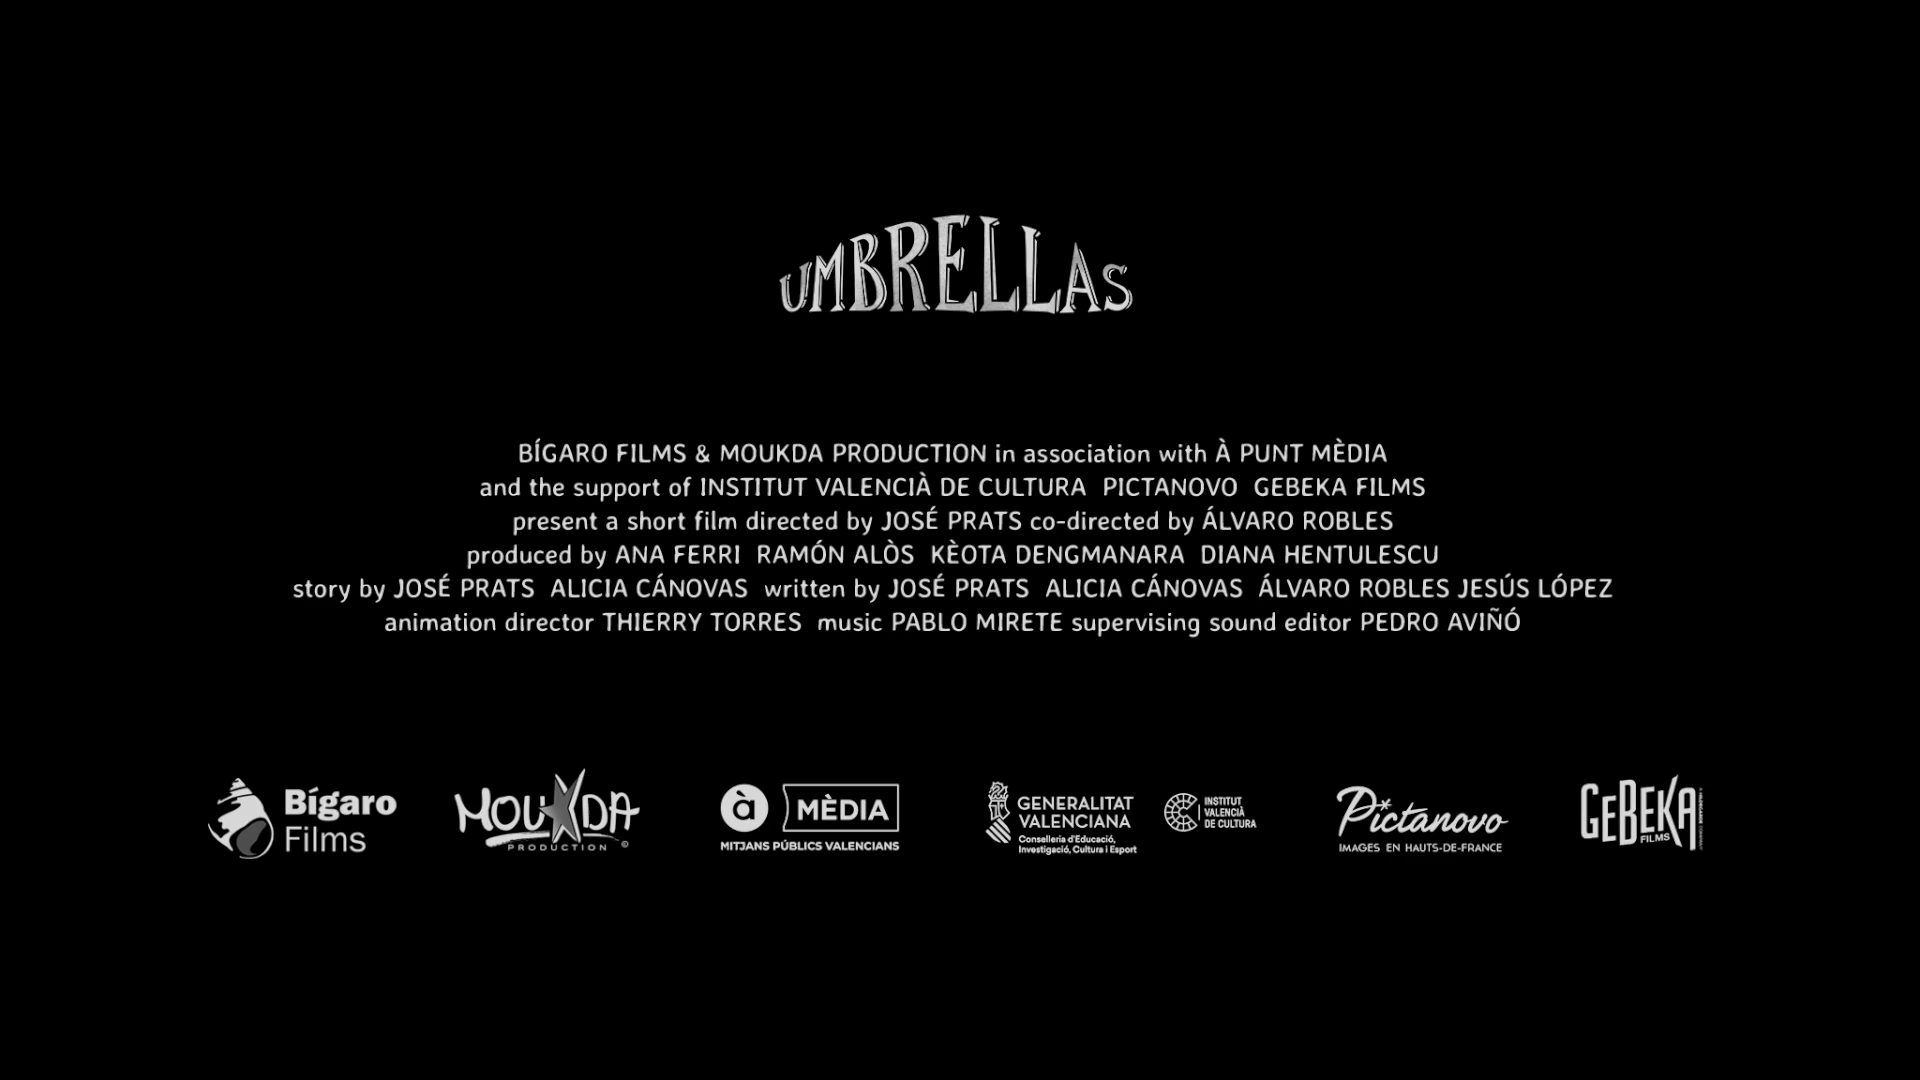 UMBRELLAS
BÍGARO FILMS & MOUKDA PRODUCTION in association with À PUNT MÈDIA
and the support of INSTITUT VALENCIÀ DE CULTURA PICTANOVO GEBEKA FILMS
present a short film directed by JOSÉ PRATS co-directed by ÁLVARO ROBLES
produced by ANA FERRI RAMÓN ALÒS KÈOTA DENGMANARA DIANA HENTULESCU
story by JOSÉ PRATS ALICIA CÁNOVAS written by JOSÉ PRATS ALICIA CÁNOVAS ÁLVARO ROBLES JESÚS LÓPEZ
animation director THIERRY TORRES music PABLO MIRETE supervising sound editor PEDRO AVIÑÓ
Bígaro
Films
MOUKDA
PRODUCTION ©
à MÈDIA
MITJANS PÚBLICS VALENCIANS
GENERALITAT
VALENCIANA
Conselleria d'Educació,
Investigació, Cultura i Esport
INSTITUT
VALENCIÀ
DE CULTURA
Pictanovo
IMAGES EN HAUTS-DE-FRANCE
GEBEKA
FILMS